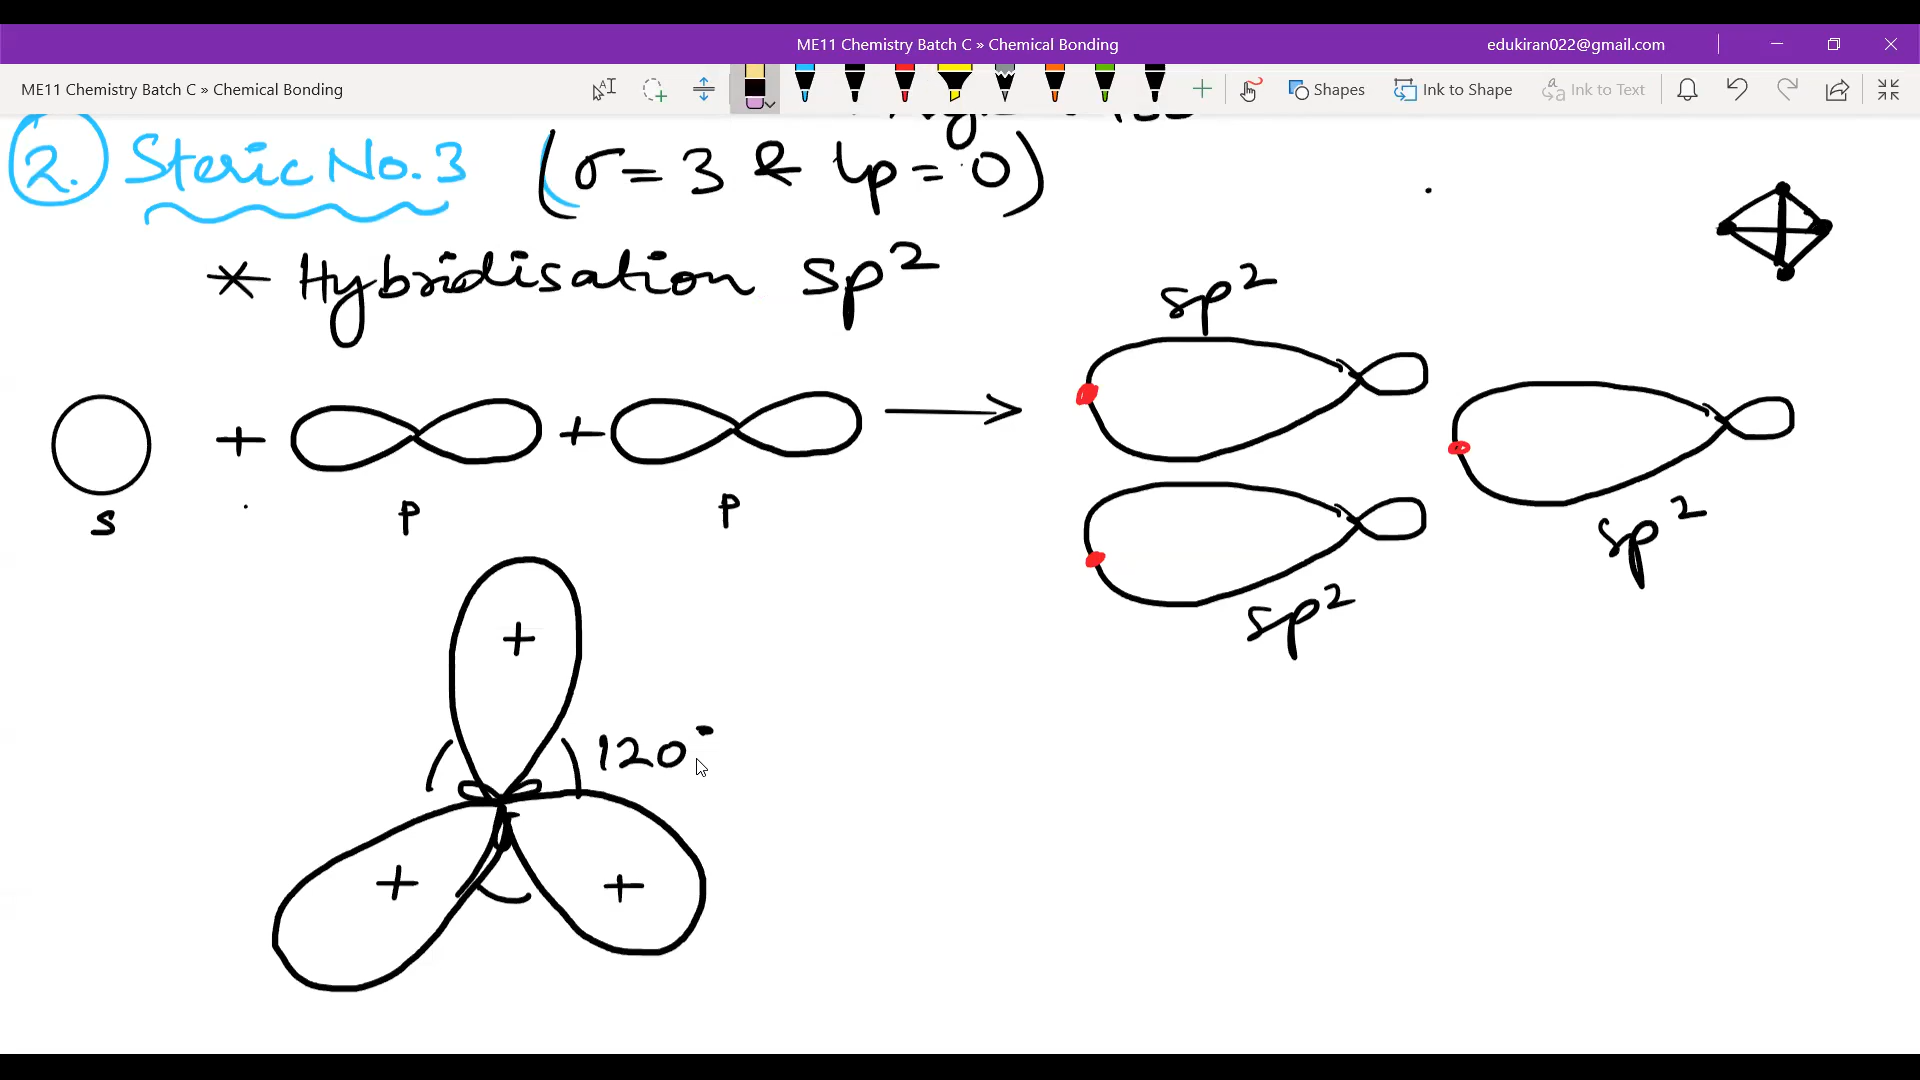 ME11 Chemistry Batch C » Chemical Bonding
edukiran022@gmail.com
ME11 Chemistry Batch C » Chemical Bonding
Shapes
Ink to Shape
Ink to Text
2. Steric No. 3 (σ = 3 & lp = 0)
* Hybridisation sp²
sp²
+ +
s p p
sp²
sp²
+
120°
+ +